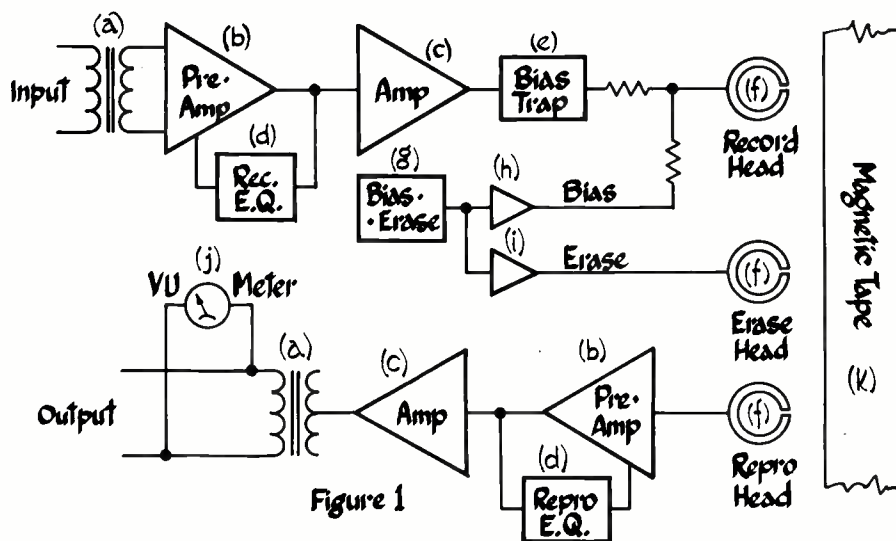 (a)
(b)
(c)
(e)
Input
Pre-
Amp
Amp
Bias
Trap
(f)
Record
Head
(d)
Rec.
E.Q.
(g)
Bias-
-Erase
(h)
Bias
(i)
Erase
(f)
Erase
Head
Magnetic Tape
(k)
(j)
VU Meter
(a)
(c)
(b)
Output
Amp
Pre-
Amp
(f)
Repro
Head
(d)
Repro
E.Q.
Figure 1